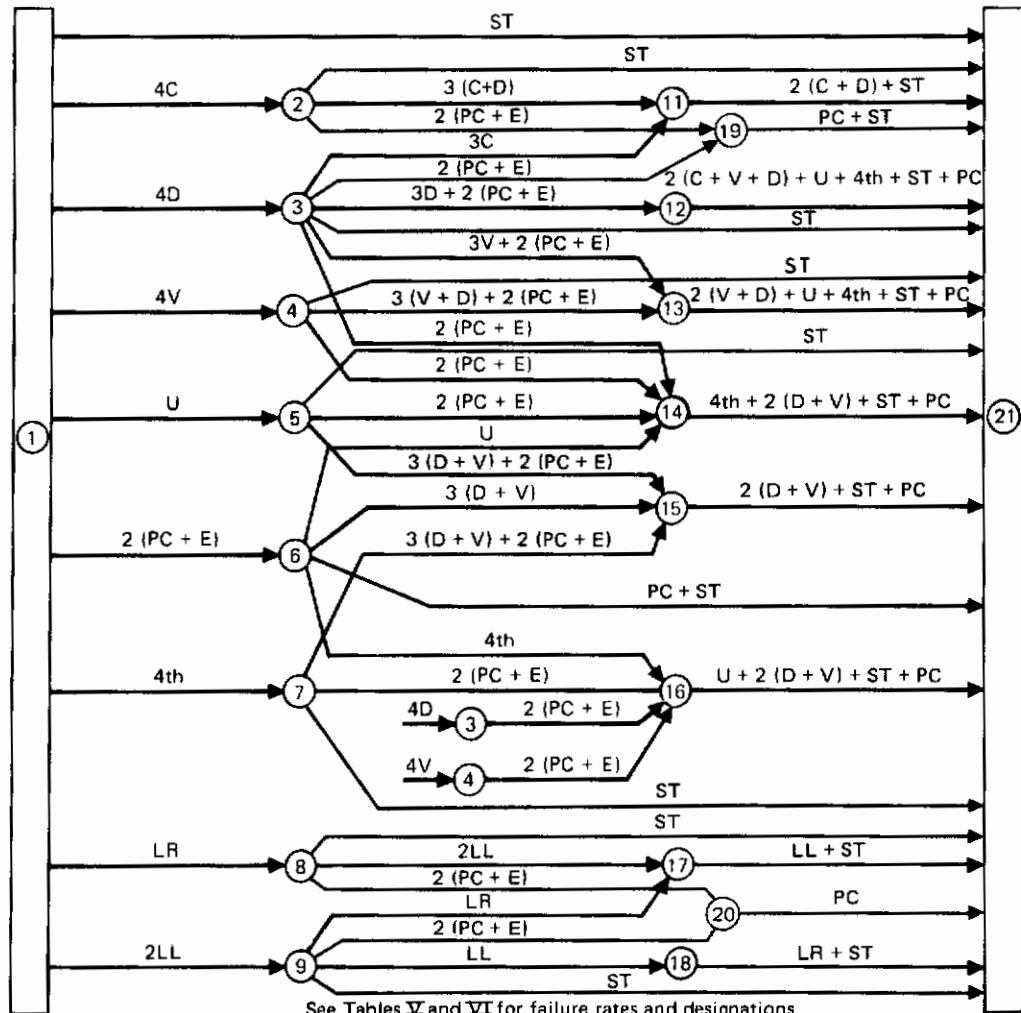 ST
ST
4C
2
3 (C+D)
11
2 (C + D) + ST
2 (PC + E)
19
PC + ST
3C
2 (PC + E)
2 (C + V + D) + U + 4th + ST + PC
4D
3
3D + 2 (PC + E)
12
ST
3V + 2 (PC + E)
ST
4V
4
3 (V + D) + 2 (PC + E)
13
2 (V + D) + U + 4th + ST + PC
2 (PC + E)
ST
2 (PC + E)
U
5
2 (PC + E)
14
4th + 2 (D + V) + ST + PC
21
1
U
3 (D + V) + 2 (PC + E)
3 (D + V)
15
2 (D + V) + ST + PC
2 (PC + E)
6
3 (D + V) + 2 (PC + E)
PC + ST
4th
4th
7
2 (PC + E)
16
U + 2 (D + V) + ST + PC
4D
3
2 (PC + E)
4V
4
2 (PC + E)
ST
ST
LR
8
2LL
17
LL + ST
2 (PC + E)
LR
20
PC
2 (PC + E)
2LL
9
LL
18
LR + ST
ST
See Tables V and VI for failure rates and designations